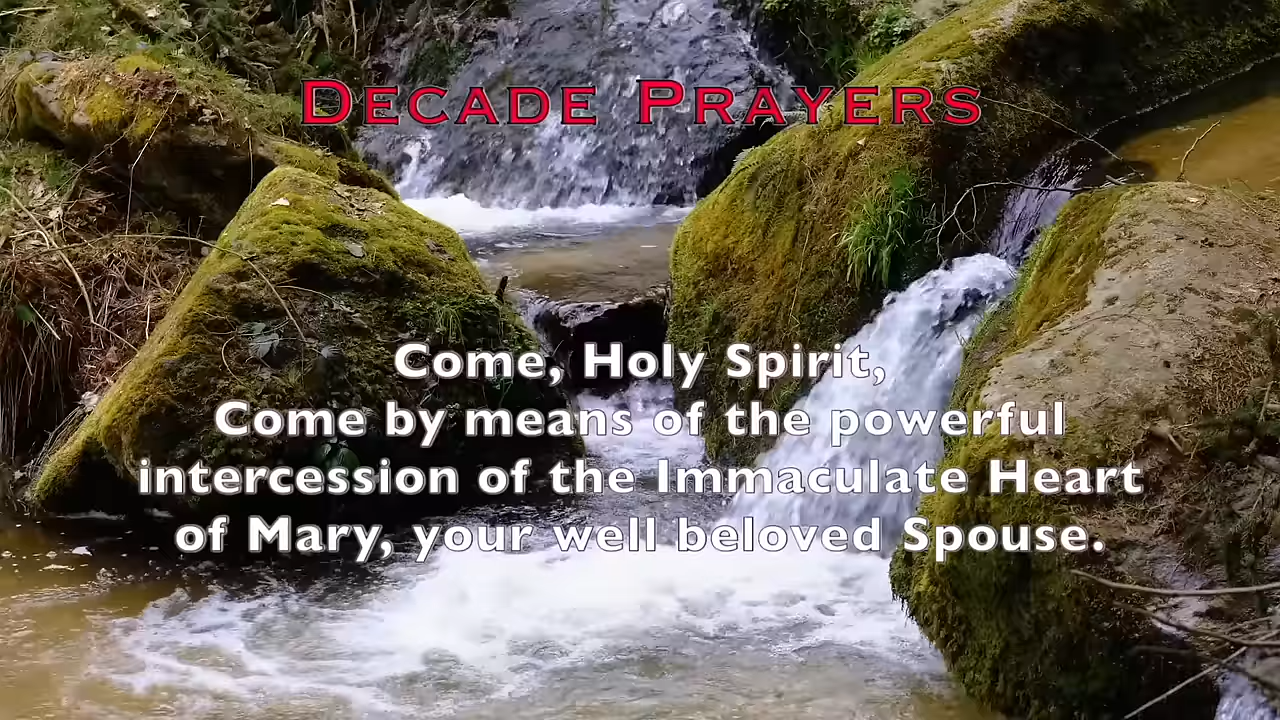 Decade Prayers
Come, Holy Spirit,
Come by means of the powerful
intercession of the Immaculate Heart
of Mary, your well beloved Spouse.